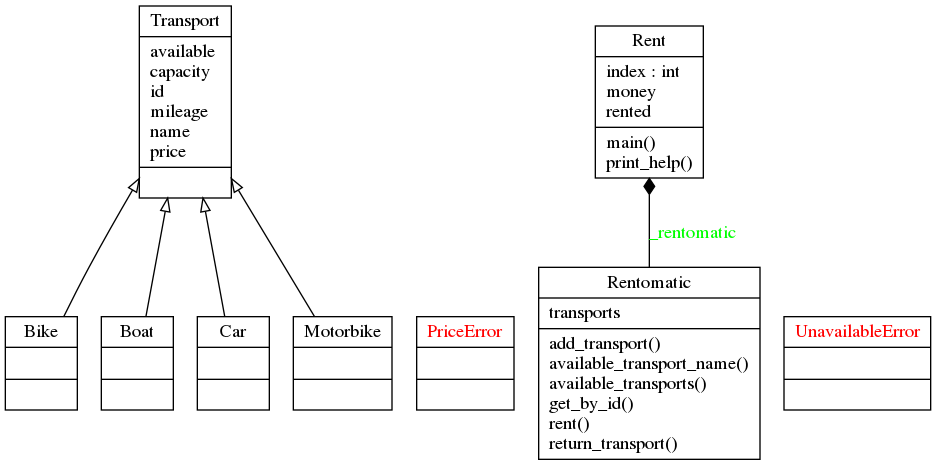 Transport
available
capacity
id
mileage
name
price
Rent
index : int
money
rented
main()
print_help()
_rentomatic
Bike
Boat
Car
Motorbike
PriceError
Rentomatic
transports
add_transport()
available_transport_name()
available_transports()
get_by_id()
rent()
return_transport()
UnavailableError